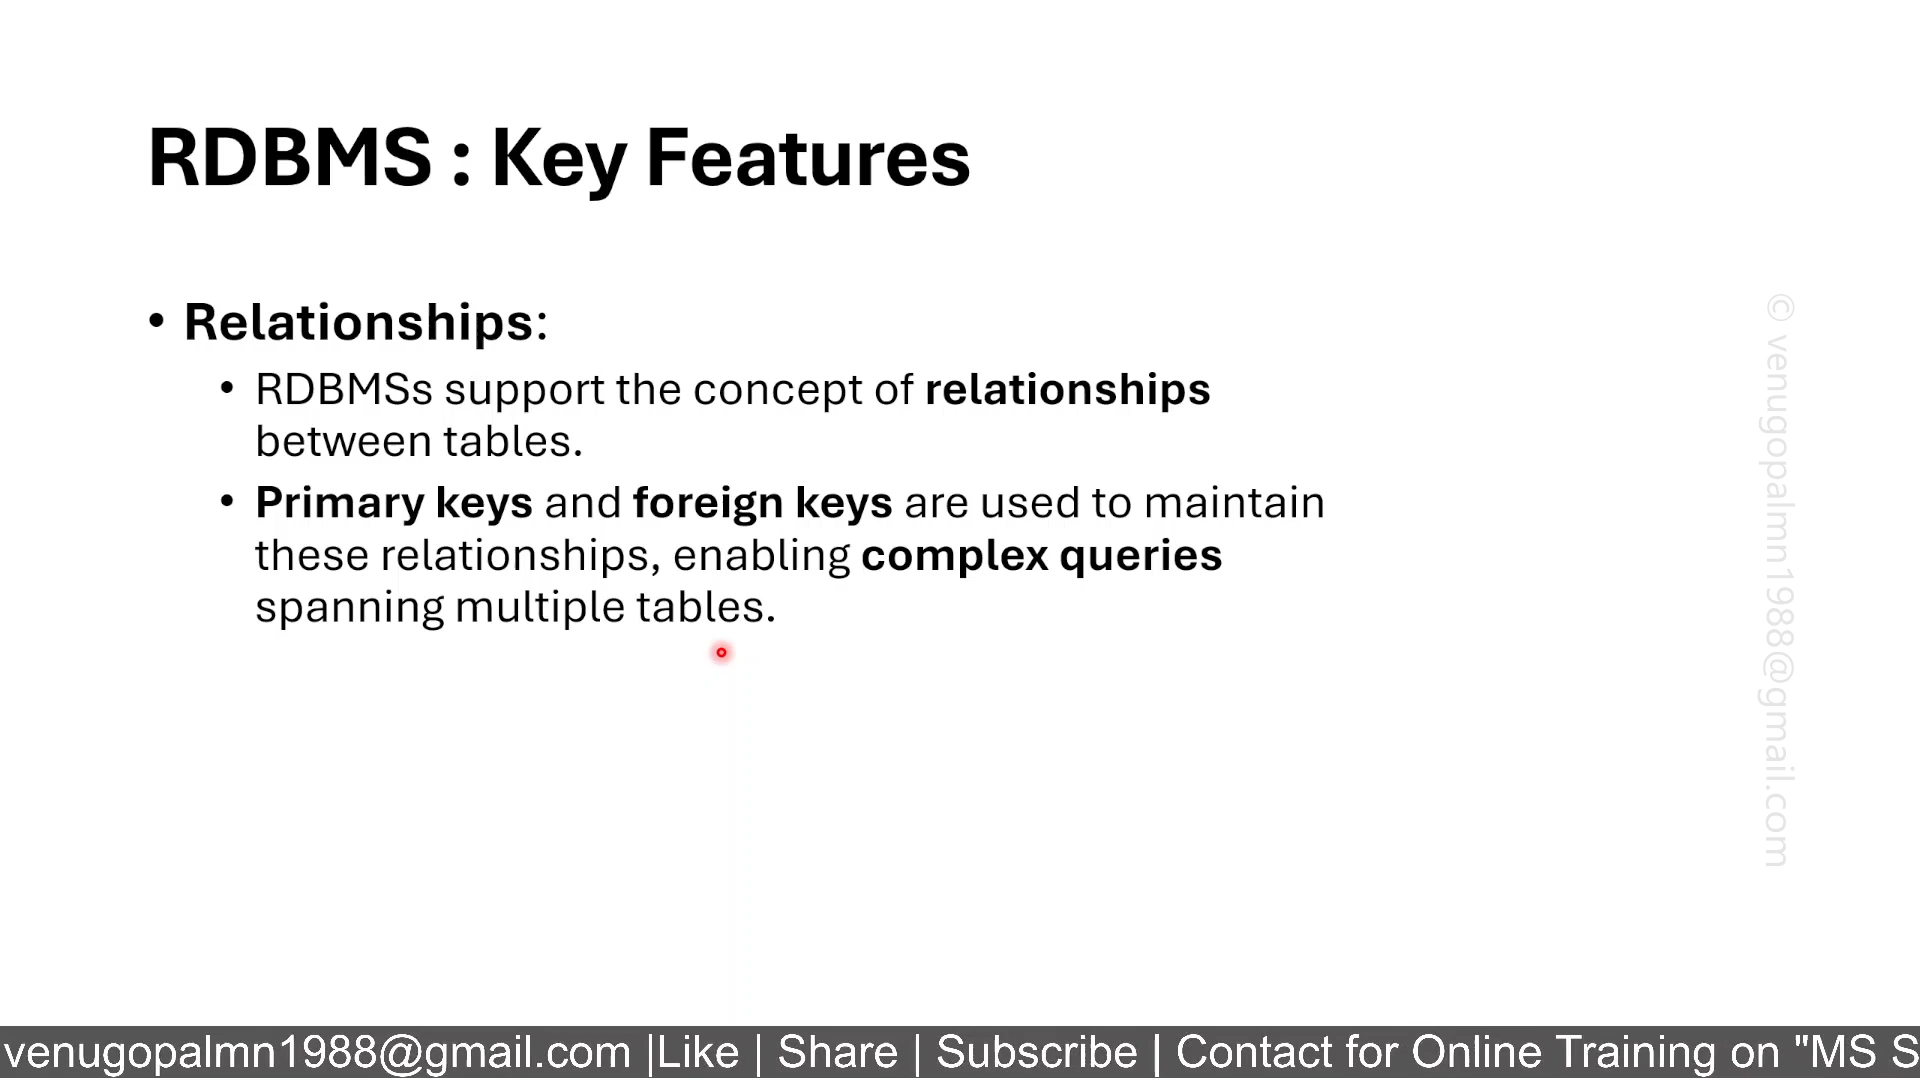 RDBMS : Key Features
• Relationships:
• RDBMSs support the concept of relationships
between tables.
• Primary keys and foreign keys are used to maintain
these relationships, enabling complex queries
spanning multiple tables.
© venugopalmn1988@gmail.com
venugopalmn1988@gmail.com |Like | Share | Subscribe | Contact for Online Training on "MS S